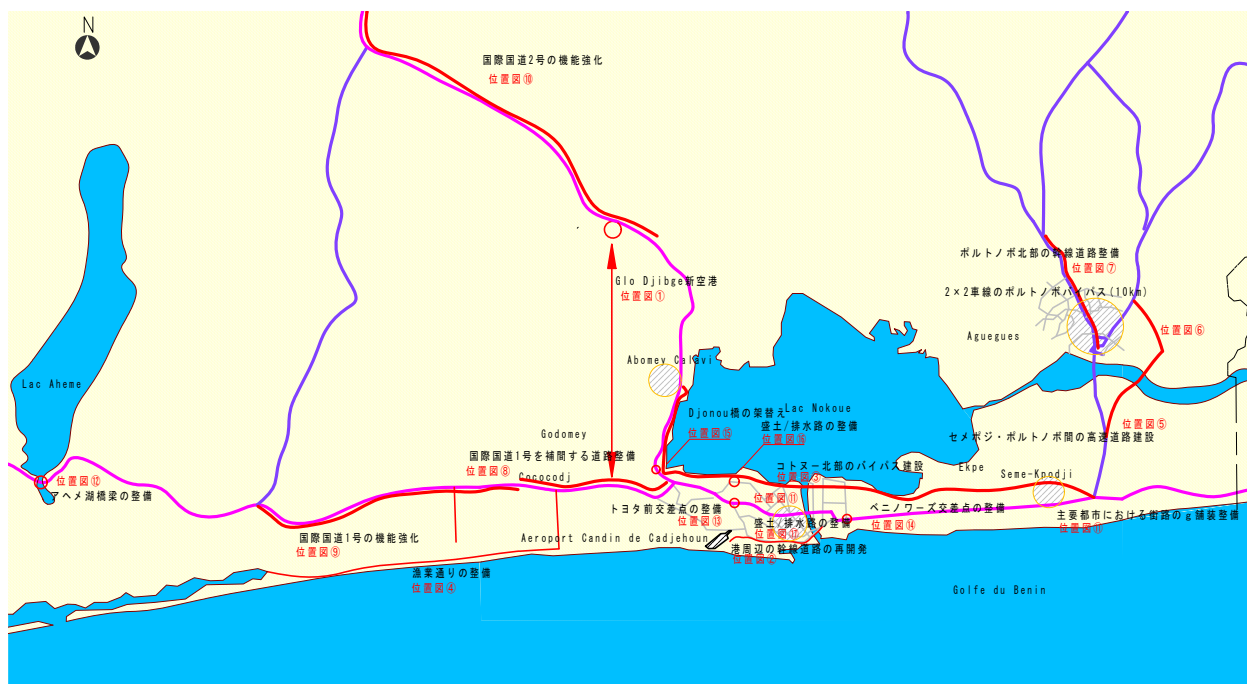 N
国際国道2号の機能強化
位置図⑩
ポルトノボ北部の幹線道路整備
位置図⑦
Glo Djibge新空港
位置図①
2×2車線のポルトノボバイパス(10km)
位置図⑥
Aguegues
Abomey Calavi
Lac Aheme
Djonou橋の架替え
Lac Nokoue
位置図⑮
盛土/排水路の整備
位置図⑯
位置図⑤
セメポジ・ポルトノボ間の高速道路建設
Godomey
国際国道1号を補間する道路整備
位置図⑧
Cococodj
コトヌー北部のバイパス建設
位置図③
Ekpe
Seme-Kpodji
位置図⑫
アヘメ湖橋梁の整備
位置図⑪
トヨタ前交差点の整備
位置図⑬
ベニノワーズ交差点の整備
位置図⑭
主要都市における街路のg舗装整備
位置図⑰
盛土/排水路の整備
位置図⑰
国際国道1号の機能強化
位置図⑨
Aeroport Candin de Cadjehoun
港周辺の幹線道路の再開発
位置図②
漁業通りの整備
位置図④
Golfe du Benin